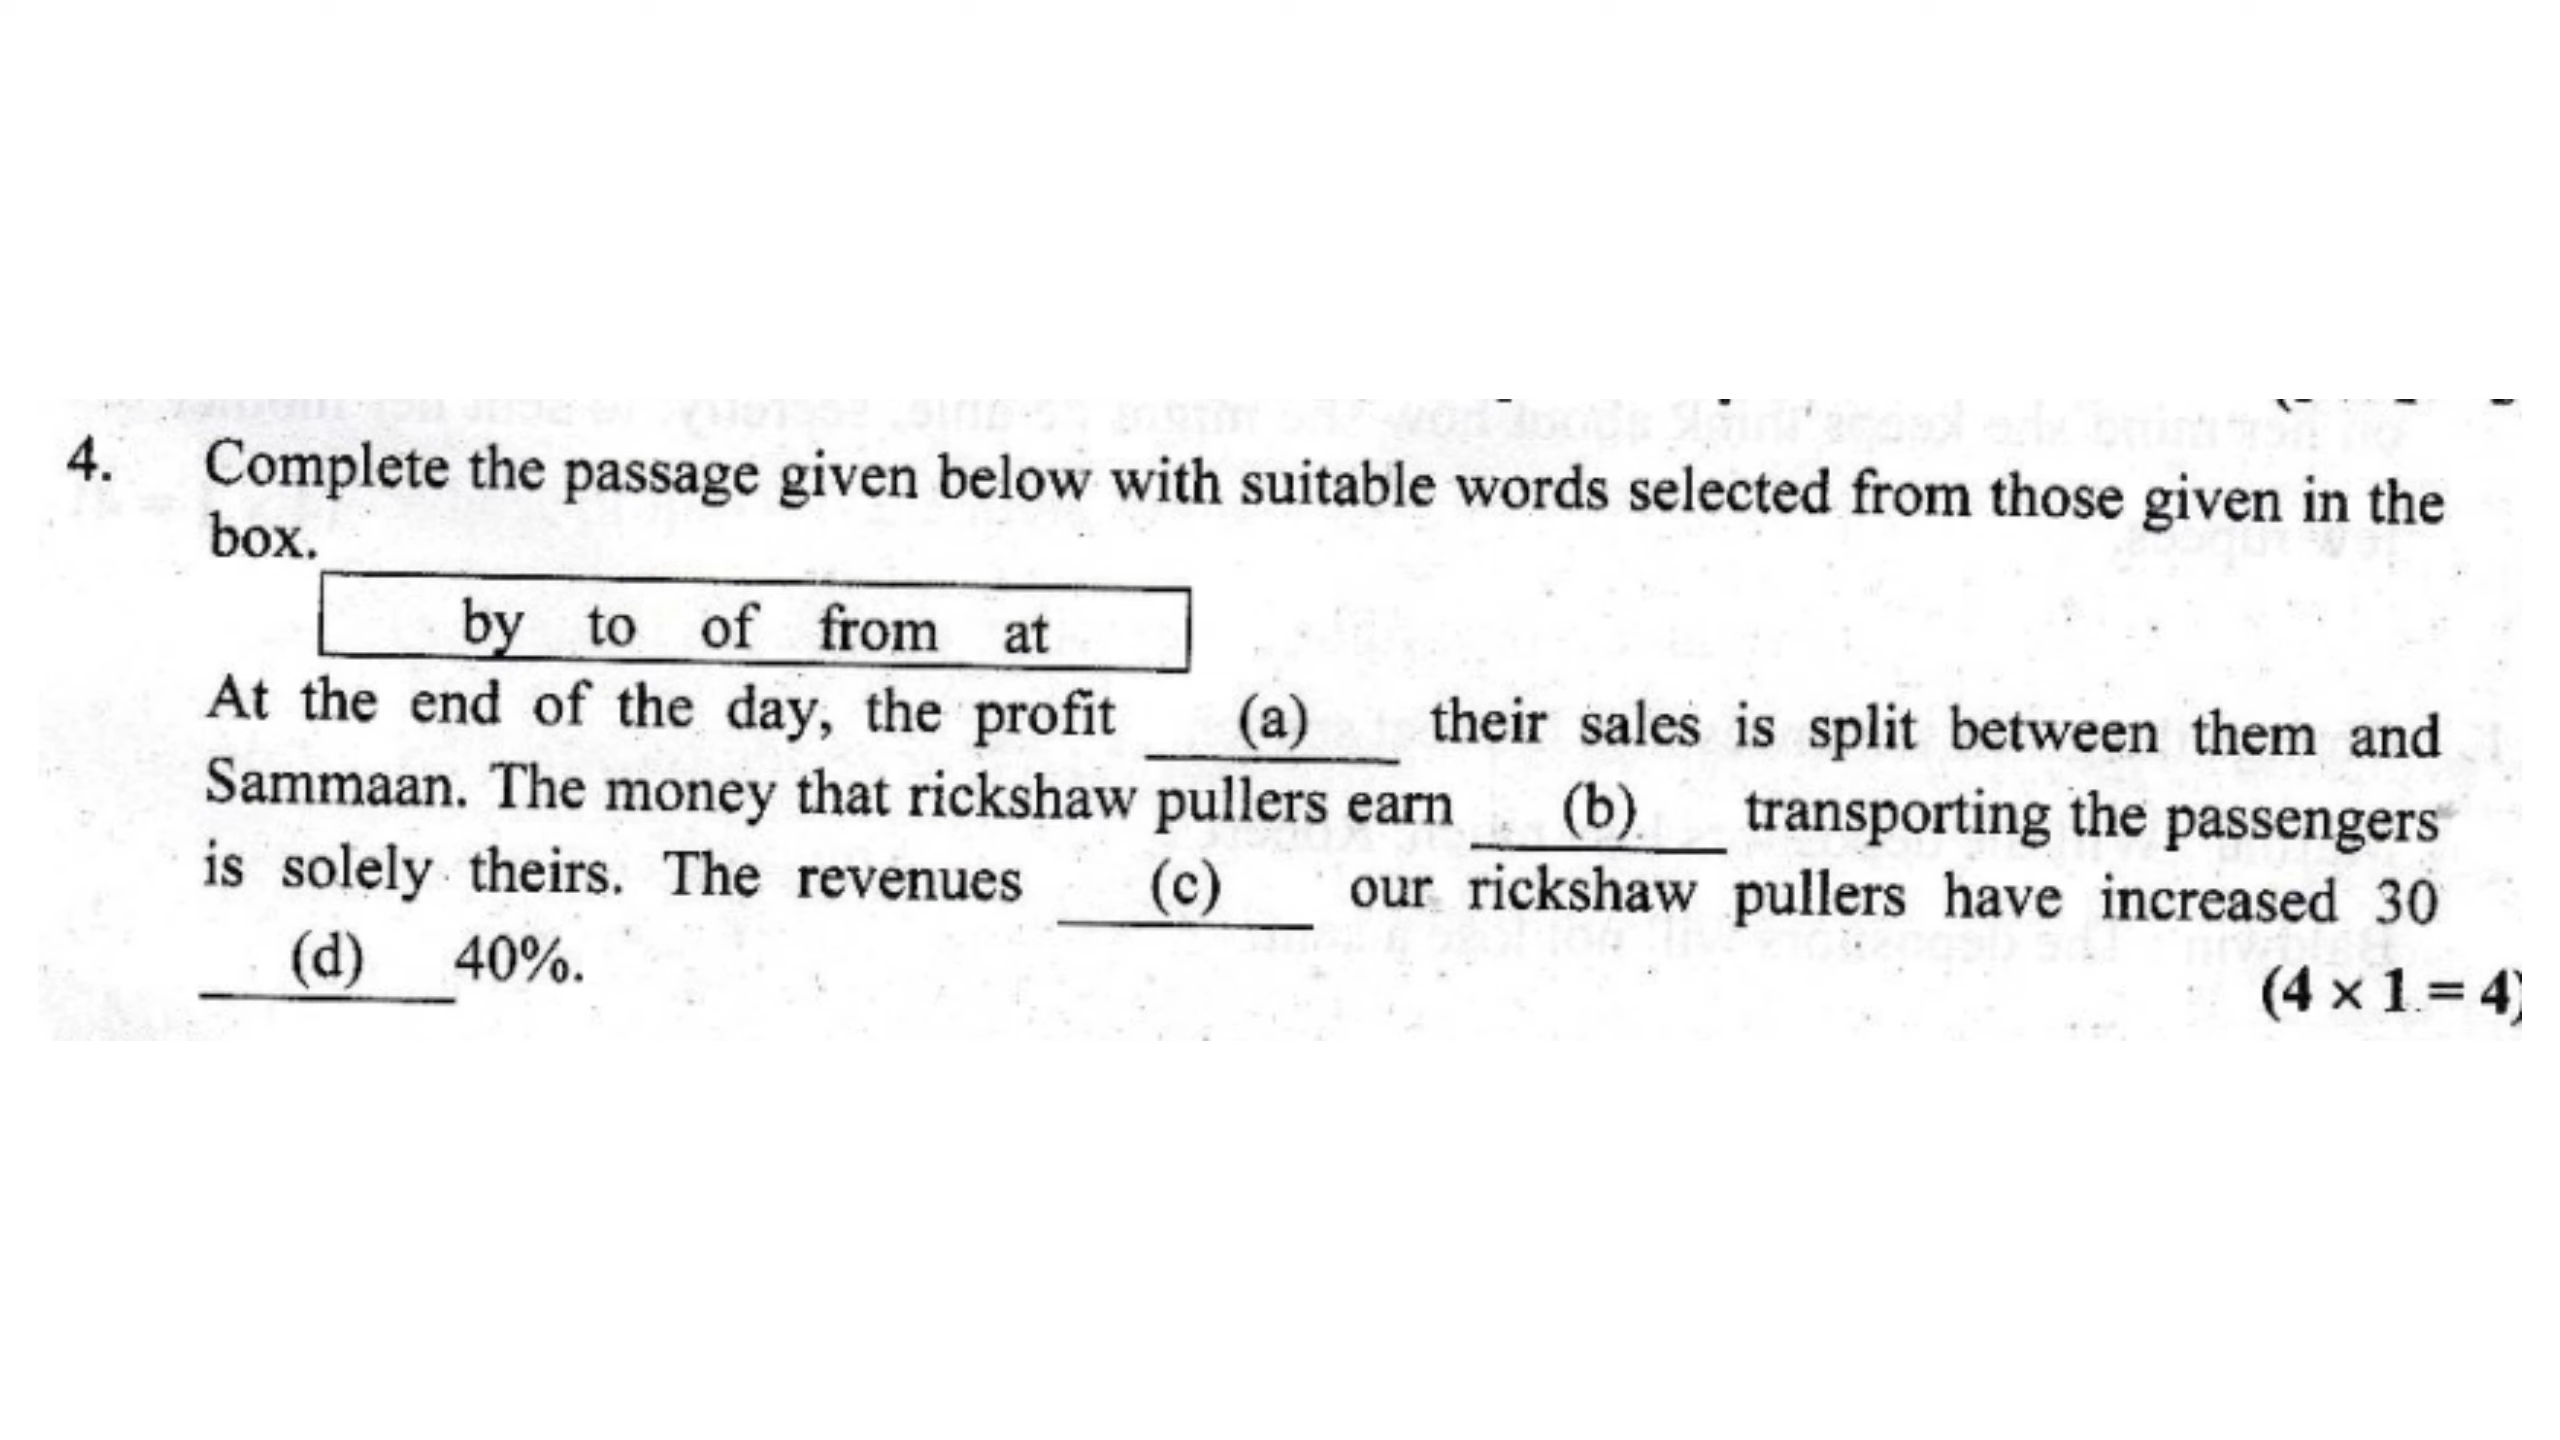 4. Complete the passage given below with suitable words selected from those given in the
box.
by to of from at
At the end of the day, the profit (a) their sales is split between them and
Sammaan. The money that rickshaw pullers earn (b) transporting the passengers
is solely theirs. The revenues (c) our rickshaw pullers have increased 30
(d) 40%.
(4 × 1 = 4)